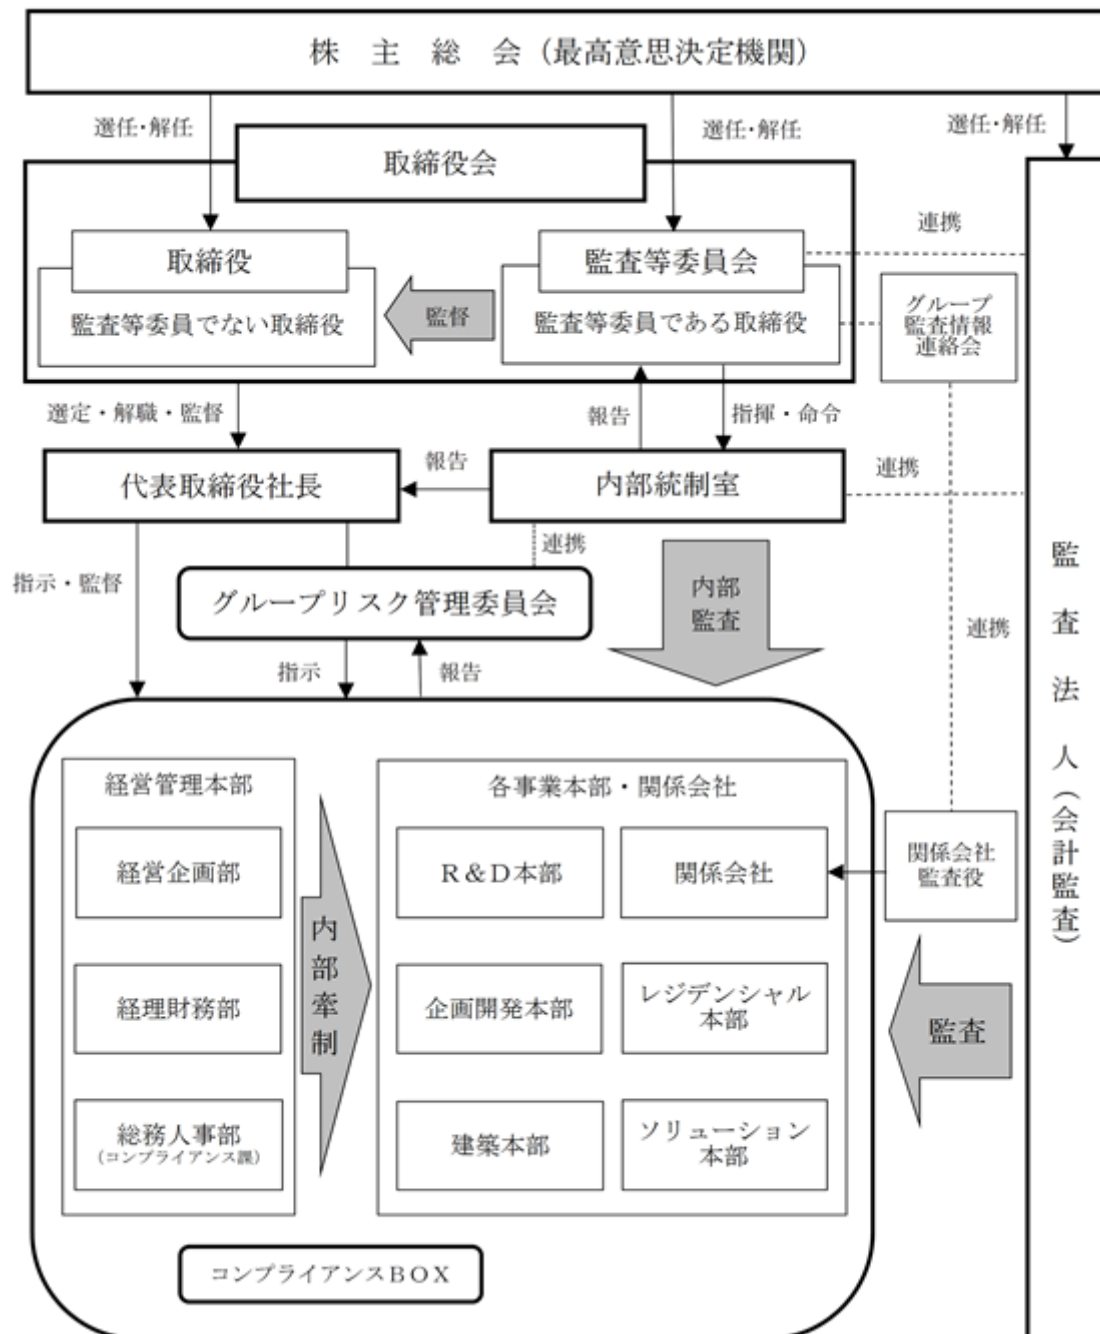 株 主 総 会（最高意思決定機関）
選任･解任
選任･解任
選任･解任
取締役会
取締役
監査等委員でない取締役
監督
監査等委員会
監査等委員である取締役
連携
グループ
監査情報
連絡会
選定・解職・監督
報告
指揮・命令
代表取締役社長
報告
内部統制室
連携
連携
指示・監督
グループリスク管理委員会
内部
監査
連携
指示
報告
監査法人（会計監査）
経営管理本部
経営企画部
経理財務部
総務人事部
（コンプライアンス課）
内部牽制
各事業本部・関係会社
Ｒ＆Ｄ本部
関係会社
企画開発本部
レジデンシャル
本部
建築本部
ソリューション
本部
関係会社
監査役
監査
コンプライアンスＢＯＸ